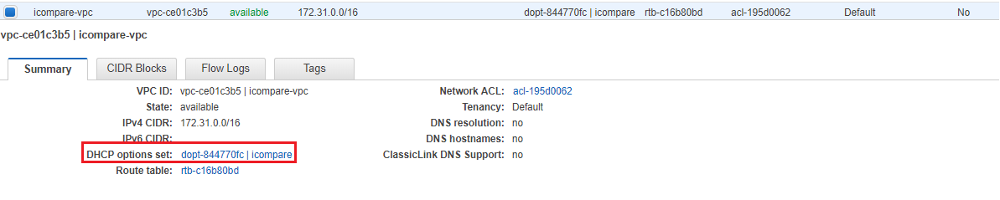 icompare-vpc vpc-ce01c3b5 available 172.31.0.0/16 dopt-844770fc | icompare rtb-c16b80bd acl-195d0062 Default No
vpc-ce01c3b5 | icompare-vpc
Summary CIDR Blocks Flow Logs Tags
VPC ID: vpc-ce01c3b5 | icompare-vpc Network ACL: acl-195d0062
State: available Tenancy: Default
IPv4 CIDR: 172.31.0.0/16 DNS resolution: no
IPv6 CIDR: DNS hostnames: no
DHCP options set: dopt-844770fc | icompare ClassicLink DNS Support: no
Route table: rtb-c16b80bd